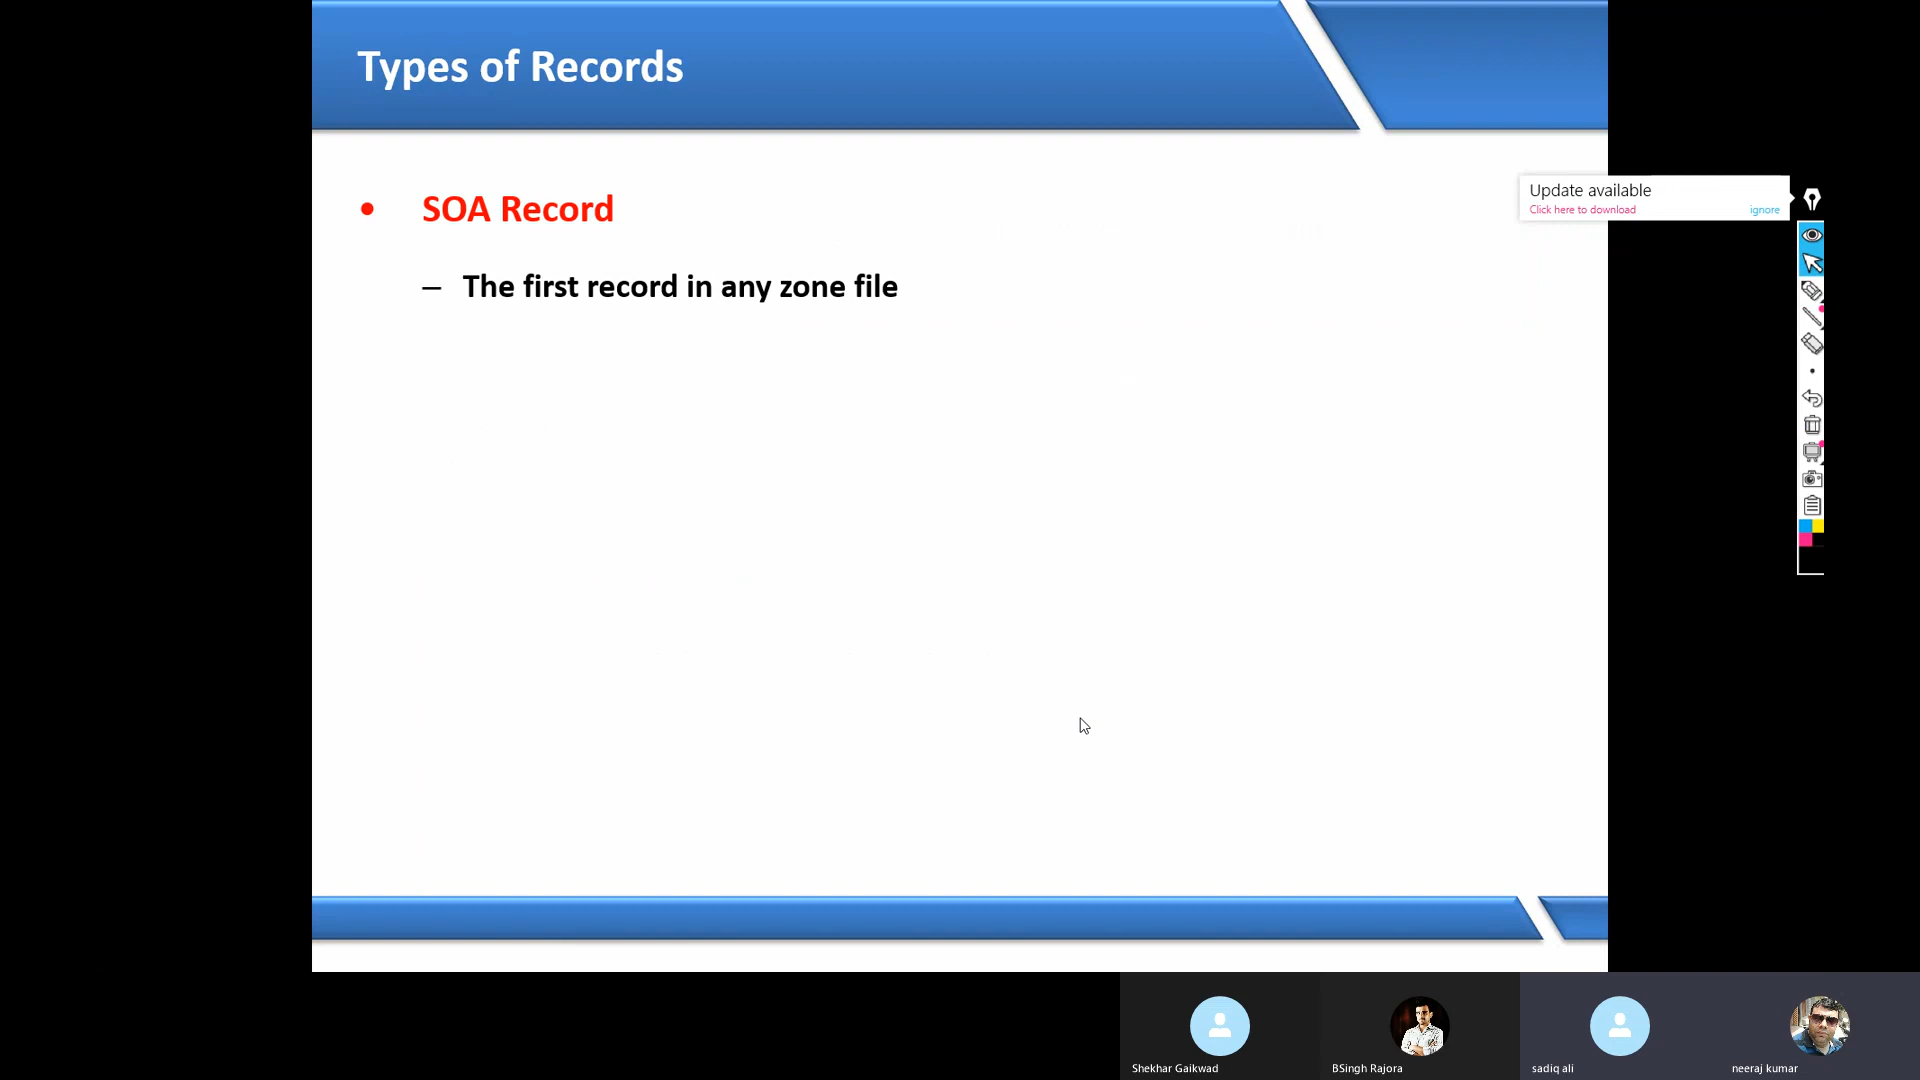 Types of Records
Update available
Click here to download ignore
• SOA Record
– The first record in any zone file
Shekhar Gaikwad
BSingh Rajora
sadiq ali
neeraj kumar